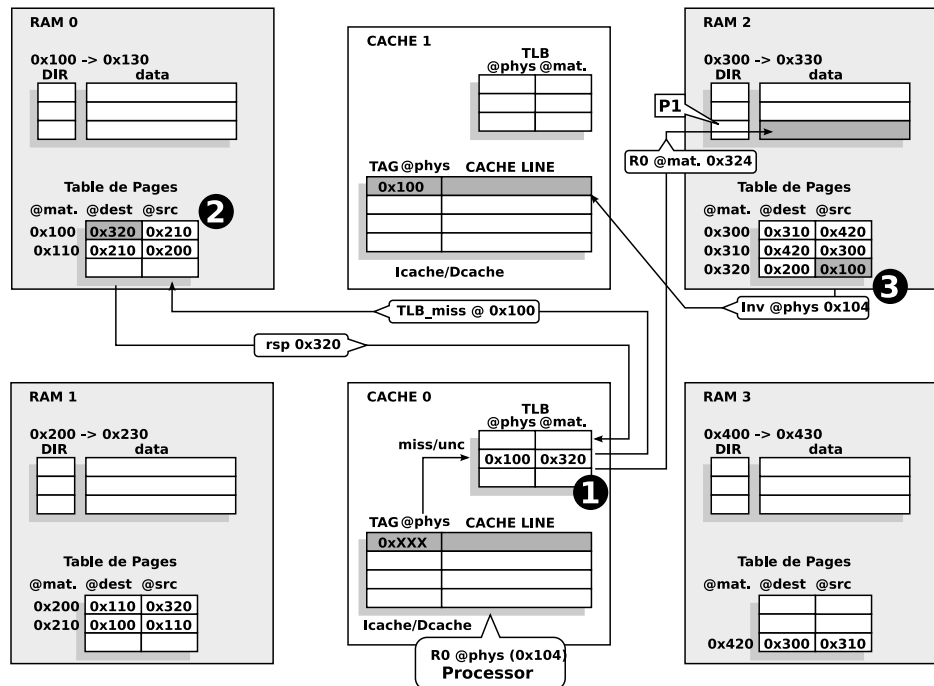 RAM 0
0x100 -> 0x130
DIR data
Table de Pages
@mat. @dest @src
0x100 0x320 0x210
0x110 0x210 0x200
2
CACHE 1
TLB
@phys @mat.
TAG @phys CACHE LINE
0x100
Icache/Dcache
RAM 2
0x300 -> 0x330
DIR data
P1
R0 @mat. 0x324
Table de Pages
@mat. @dest @src
0x300 0x310 0x420
0x310 0x420 0x300
0x320 0x200 0x100
3
Inv @phys 0x104
TLB_miss @ 0x100
rsp 0x320
RAM 1
0x200 -> 0x230
DIR data
Table de Pages
@mat. @dest @src
0x200 0x110 0x320
0x210 0x100 0x110
CACHE 0
TLB
@phys @mat.
miss/unc
0x100 0x320
1
TAG @phys CACHE LINE
0xXXX
Icache/Dcache
R0 @phys (0x104)
Processor
RAM 3
0x400 -> 0x430
DIR data
Table de Pages
@mat. @dest @src
0x420 0x300 0x310